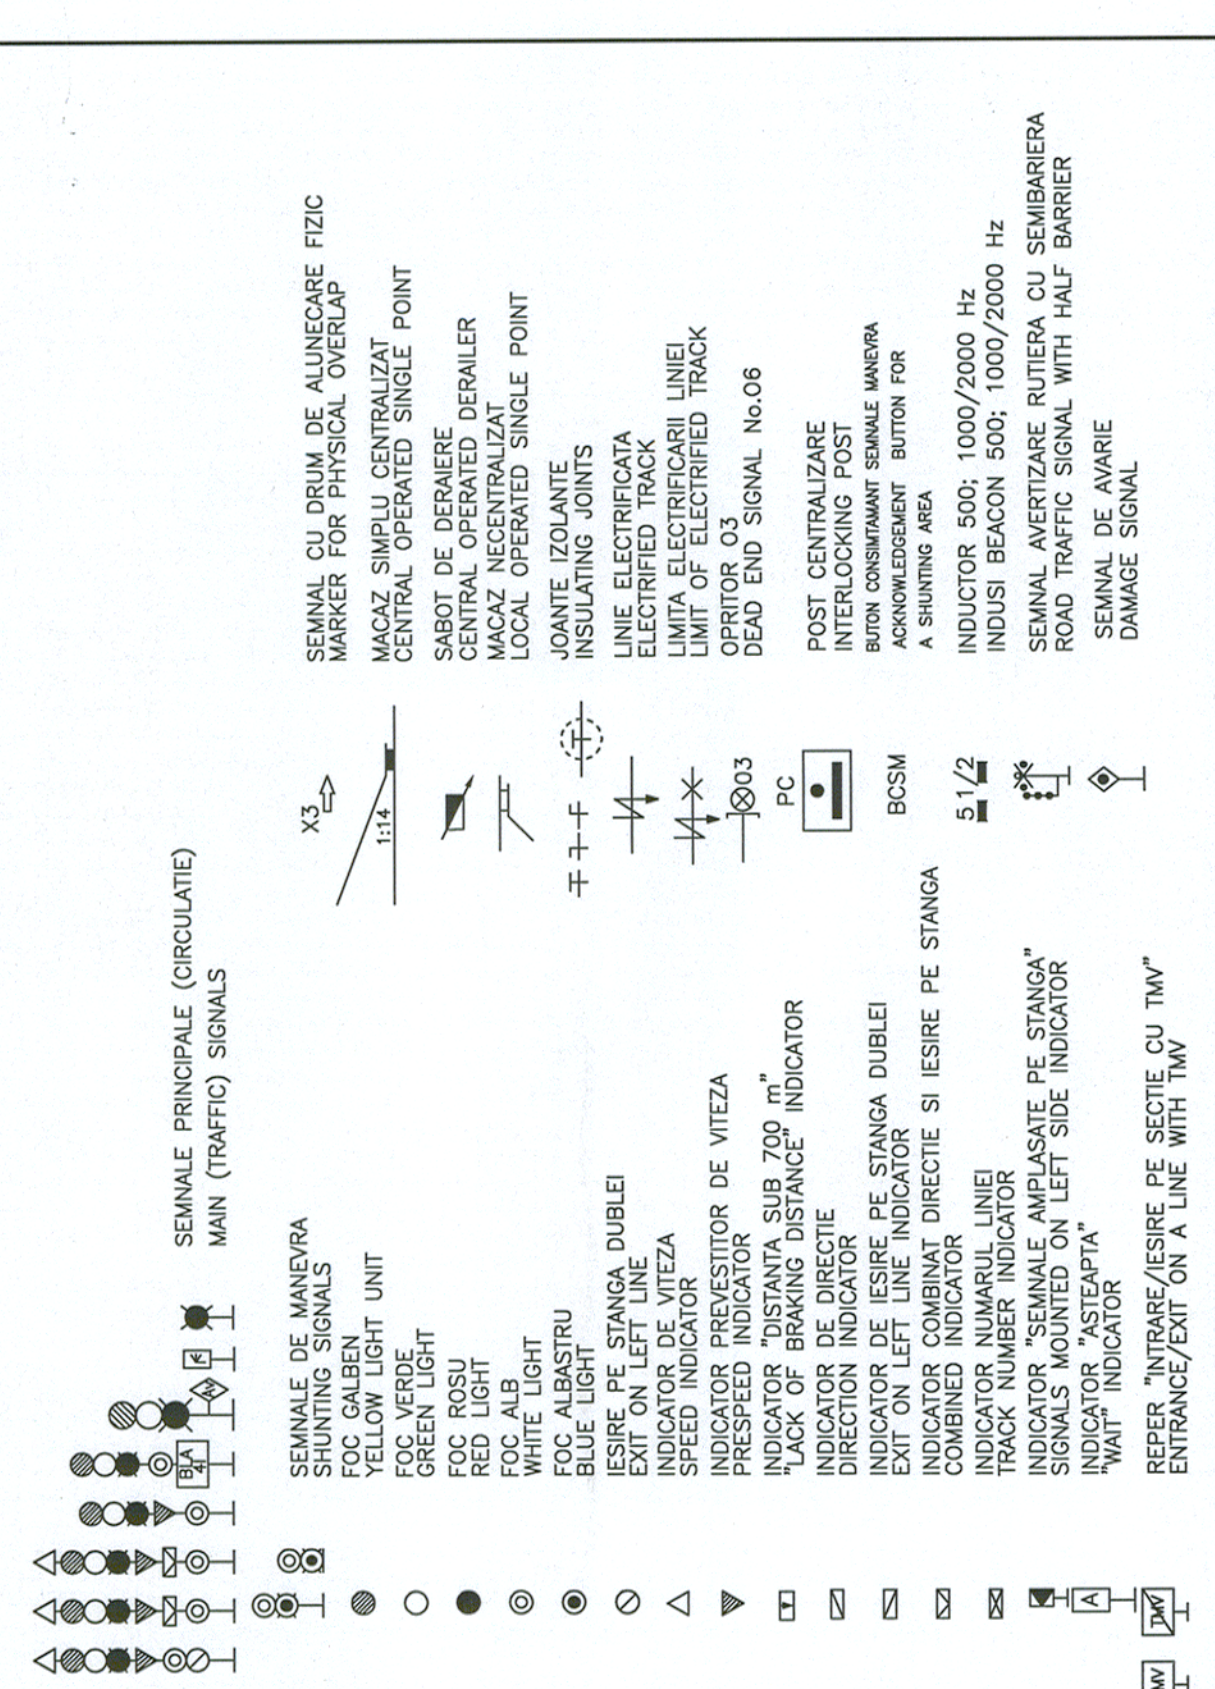 SEMNALE PRINCIPALE (CIRCULATIE)
MAIN (TRAFFIC) SIGNALS
BLA
4I
AV
SEMNALE DE MANEVRA
SHUNTING SIGNALS
FOC GALBEN
YELLOW LIGHT UNIT
FOC VERDE
GREEN LIGHT
FOC ROSU
RED LIGHT
FOC ALB
WHITE LIGHT
FOC ALBASTRU
BLUE LIGHT
IESIRE PE STANGA DUBLEI
EXIT ON LEFT LINE
INDICATOR DE VITEZA
SPEED INDICATOR
INDICATOR PREVESTITOR DE VITEZA
PRESPEED INDICATOR
INDICATOR "DISTANTA SUB 700 m"
"LACK OF BRAKING DISTANCE" INDICATOR
INDICATOR DE DIRECTIE
DIRECTION INDICATOR
INDICATOR DE IESIRE PE STANGA DUBLEI
EXIT ON LEFT LINE INDICATOR
INDICATOR COMBINAT DIRECTIE SI IESIRE PE STANGA
COMBINED INDICATOR
INDICATOR NUMARUL LINIEI
TRACK NUMBER INDICATOR
INDICATOR "SEMNALE AMPLASATE PE STANGA"
SIGNALS MOUNTED ON LEFT SIDE INDICATOR
A
INDICATOR "ASTEAPTA"
"WAIT" INDICATOR
TMV
REPER "INTRARE/IESIRE PE SECTIE CU TMV"
ENTRANCE/EXIT ON A LINE WITH TMV
X3
SEMNAL CU DRUM DE ALUNECARE FIZIC
MARKER FOR PHYSICAL OVERLAP
1:14
MACAZ SIMPLU CENTRALIZAT
CENTRAL OPERATED SINGLE POINT
SABOT DE DERAIERE
CENTRAL OPERATED DERAILER
MACAZ NECENTRALIZAT
LOCAL OPERATED SINGLE POINT
JOANTE IZOLANTE
INSULATING JOINTS
LINIE ELECTRIFICATA
ELECTRIFIED TRACK
LIMITA ELECTRIFICARII LINIEI
LIMIT OF ELECTRIFIED TRACK
03
OPRITOR 03
DEAD END SIGNAL No.06
PC
POST CENTRALIZARE
INTERLOCKING POST
BCSM
BUTON CONSIMTAMANT SEMNALE MANEVRA
ACKNOWLEDGEMENT BUTTON FOR
A SHUNTING AREA
5 1/2
INDUCTOR 500; 1000/2000 Hz
INDUSI BEACON 500; 1000/2000 Hz
SEMNAL AVERTIZARE RUTIERA CU SEMIBARIERA
ROAD TRAFFIC SIGNAL WITH HALF BARRIER
SEMNAL DE AVARIE
DAMAGE SIGNAL